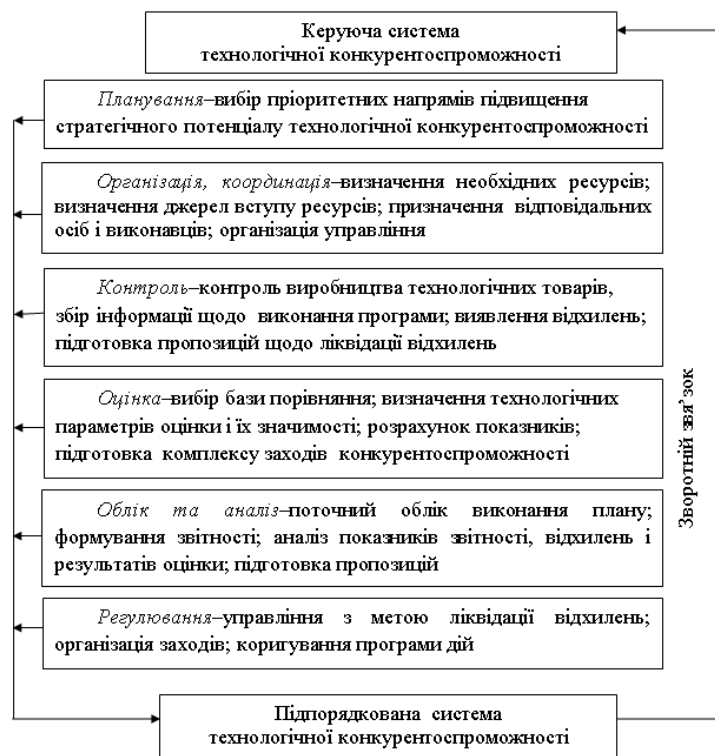 Керуюча система
технологічної конкурентоспроможності
Планування–вибір пріоритетних напрямів підвищення
стратегічного потенціалу технологічної конкурентоспроможності
Організація, координація–визначення необхідних ресурсів;
визначення джерел вступу ресурсів; призначення відповідальних
осіб і виконавців; організація управління
Контроль–контроль виробництва технологічних товарів,
збір інформації щодо виконання програми; виявлення відхилень;
підготовка пропозицій щодо ліквідації відхилень
Оцінка–вибір бази порівняння; визначення технологічних
параметрів оцінки і їх значимості; розрахунок показників;
підготовка комплексу заходів конкурентоспроможності
Облік та аналіз–поточний облік виконання плану;
формування звітності; аналіз показників звітності, відхилень і
результатів оцінки; підготовка пропозицій
Регулювання–управління з метою ліквідації відхилень;
організація заходів; коригування програми дій
Підпорядкована система
технологічної конкурентоспроможності
Зворотній звя’зок